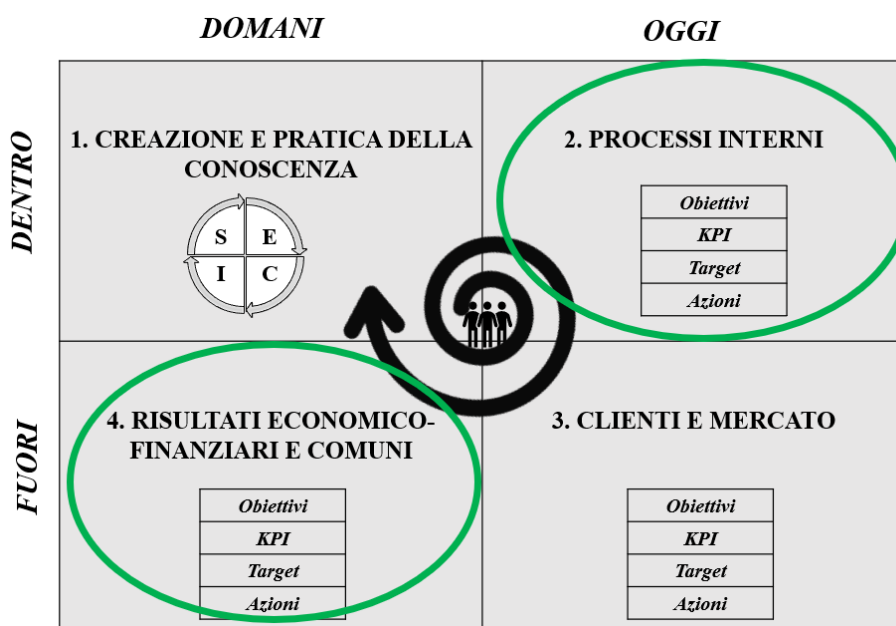 DOMANI
OGGI
DENTRO
1. CREAZIONE E PRATICA DELLA
CONOSCENZA
S E
I C
2. PROCESSI INTERNI
Obiettivi
KPI
Target
Azioni
FUORI
4. RISULTATI ECONOMICO-
FINANZIARI E COMUNI
Obiettivi
KPI
Target
Azioni
3. CLIENTI E MERCATO
Obiettivi
KPI
Target
Azioni